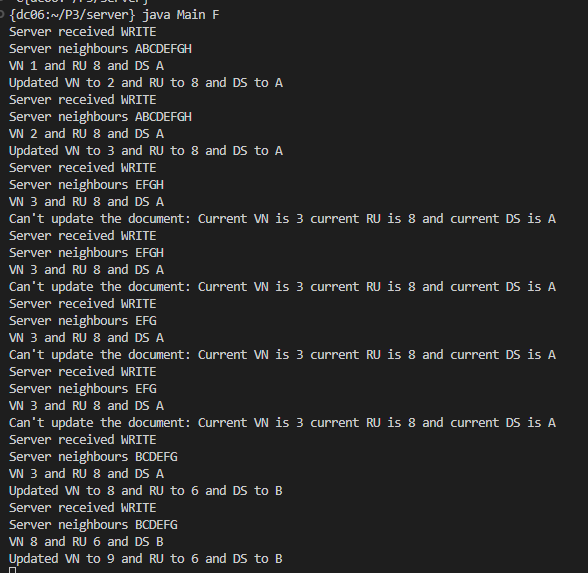 {dc06:~/P3/server} java Main F
Server received WRITE
Server neighbours ABCDEFGH
VN 1 and RU 8 and DS A
Updated VN to 2 and RU to 8 and DS to A
Server received WRITE
Server neighbours ABCDEFGH
VN 2 and RU 8 and DS A
Updated VN to 3 and RU to 8 and DS to A
Server received WRITE
Server neighbours EFGH
VN 3 and RU 8 and DS A
Can't update the document: Current VN is 3 current RU is 8 and current DS is A
Server received WRITE
Server neighbours EFGH
VN 3 and RU 8 and DS A
Can't update the document: Current VN is 3 current RU is 8 and current DS is A
Server received WRITE
Server neighbours EFG
VN 3 and RU 8 and DS A
Can't update the document: Current VN is 3 current RU is 8 and current DS is A
Server received WRITE
Server neighbours EFG
VN 3 and RU 8 and DS A
Can't update the document: Current VN is 3 current RU is 8 and current DS is A
Server received WRITE
Server neighbours BCDEFG
VN 3 and RU 8 and DS A
Updated VN to 8 and RU to 6 and DS to B
Server received WRITE
Server neighbours BCDEFG
VN 8 and RU 6 and DS B
Updated VN to 9 and RU to 6 and DS to B